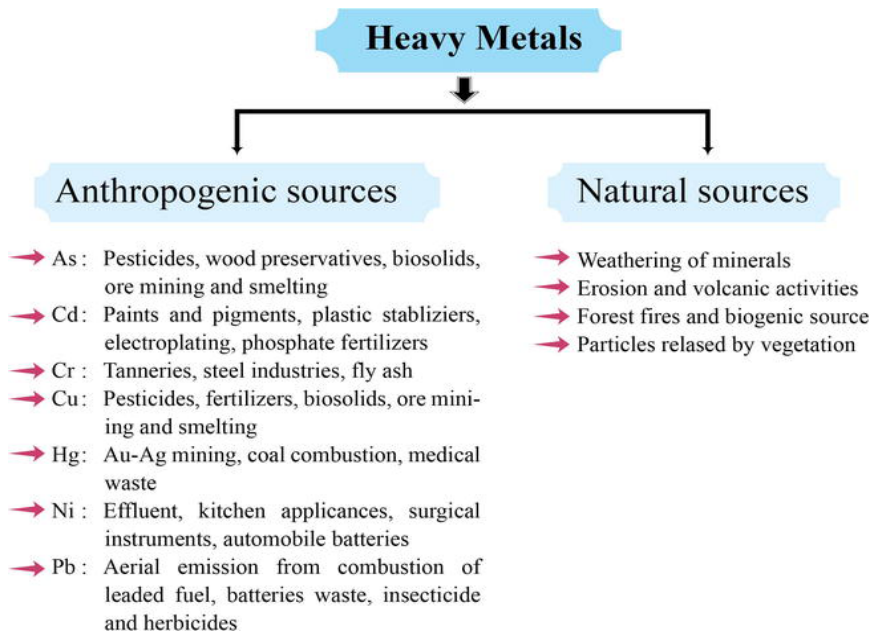 Heavy Metals
Anthropogenic sources
As : Pesticides, wood preservatives, biosolids,
ore mining and smelting
Cd : Paints and pigments, plastic stabliziers,
electroplating, phosphate fertilizers
Cr : Tanneries, steel industries, fly ash
Cu : Pesticides, fertilizers, biosolids, ore mini-
ing and smelting
Hg : Au-Ag mining, coal combustion, medical
waste
Ni : Effluent, kitchen applicances, surgical
instruments, automobile batteries
Pb : Aerial emission from combustion of
leaded fuel, batteries waste, insecticide
and herbicides
Natural sources
Weathering of minerals
Erosion and volcanic activities
Forest fires and biogenic source
Particles relased by vegetation